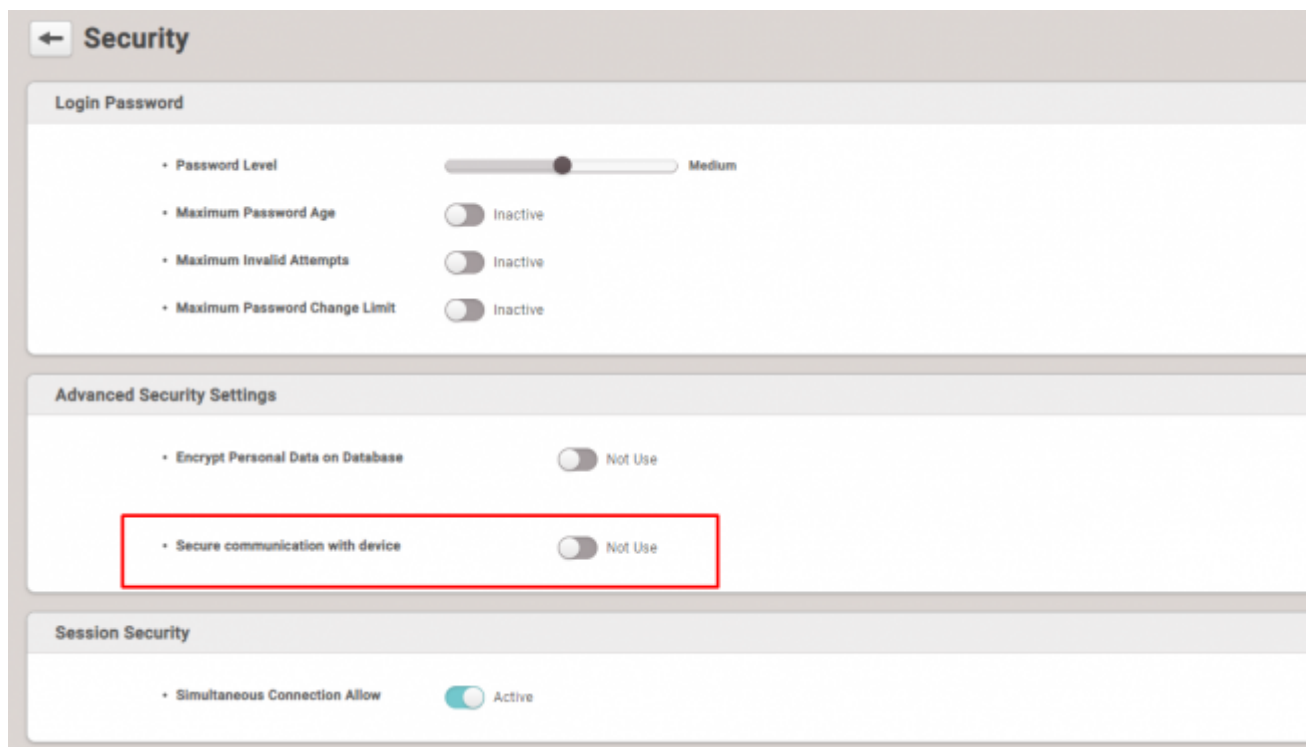 Security
Login Password
• Password Level Medium
• Maximum Password Age Inactive
• Maximum Invalid Attempts Inactive
• Maximum Password Change Limit Inactive
Advanced Security Settings
• Encrypt Personal Data on Database Not Use
• Secure communication with device Not Use
Session Security
• Simultaneous Connection Allow Active